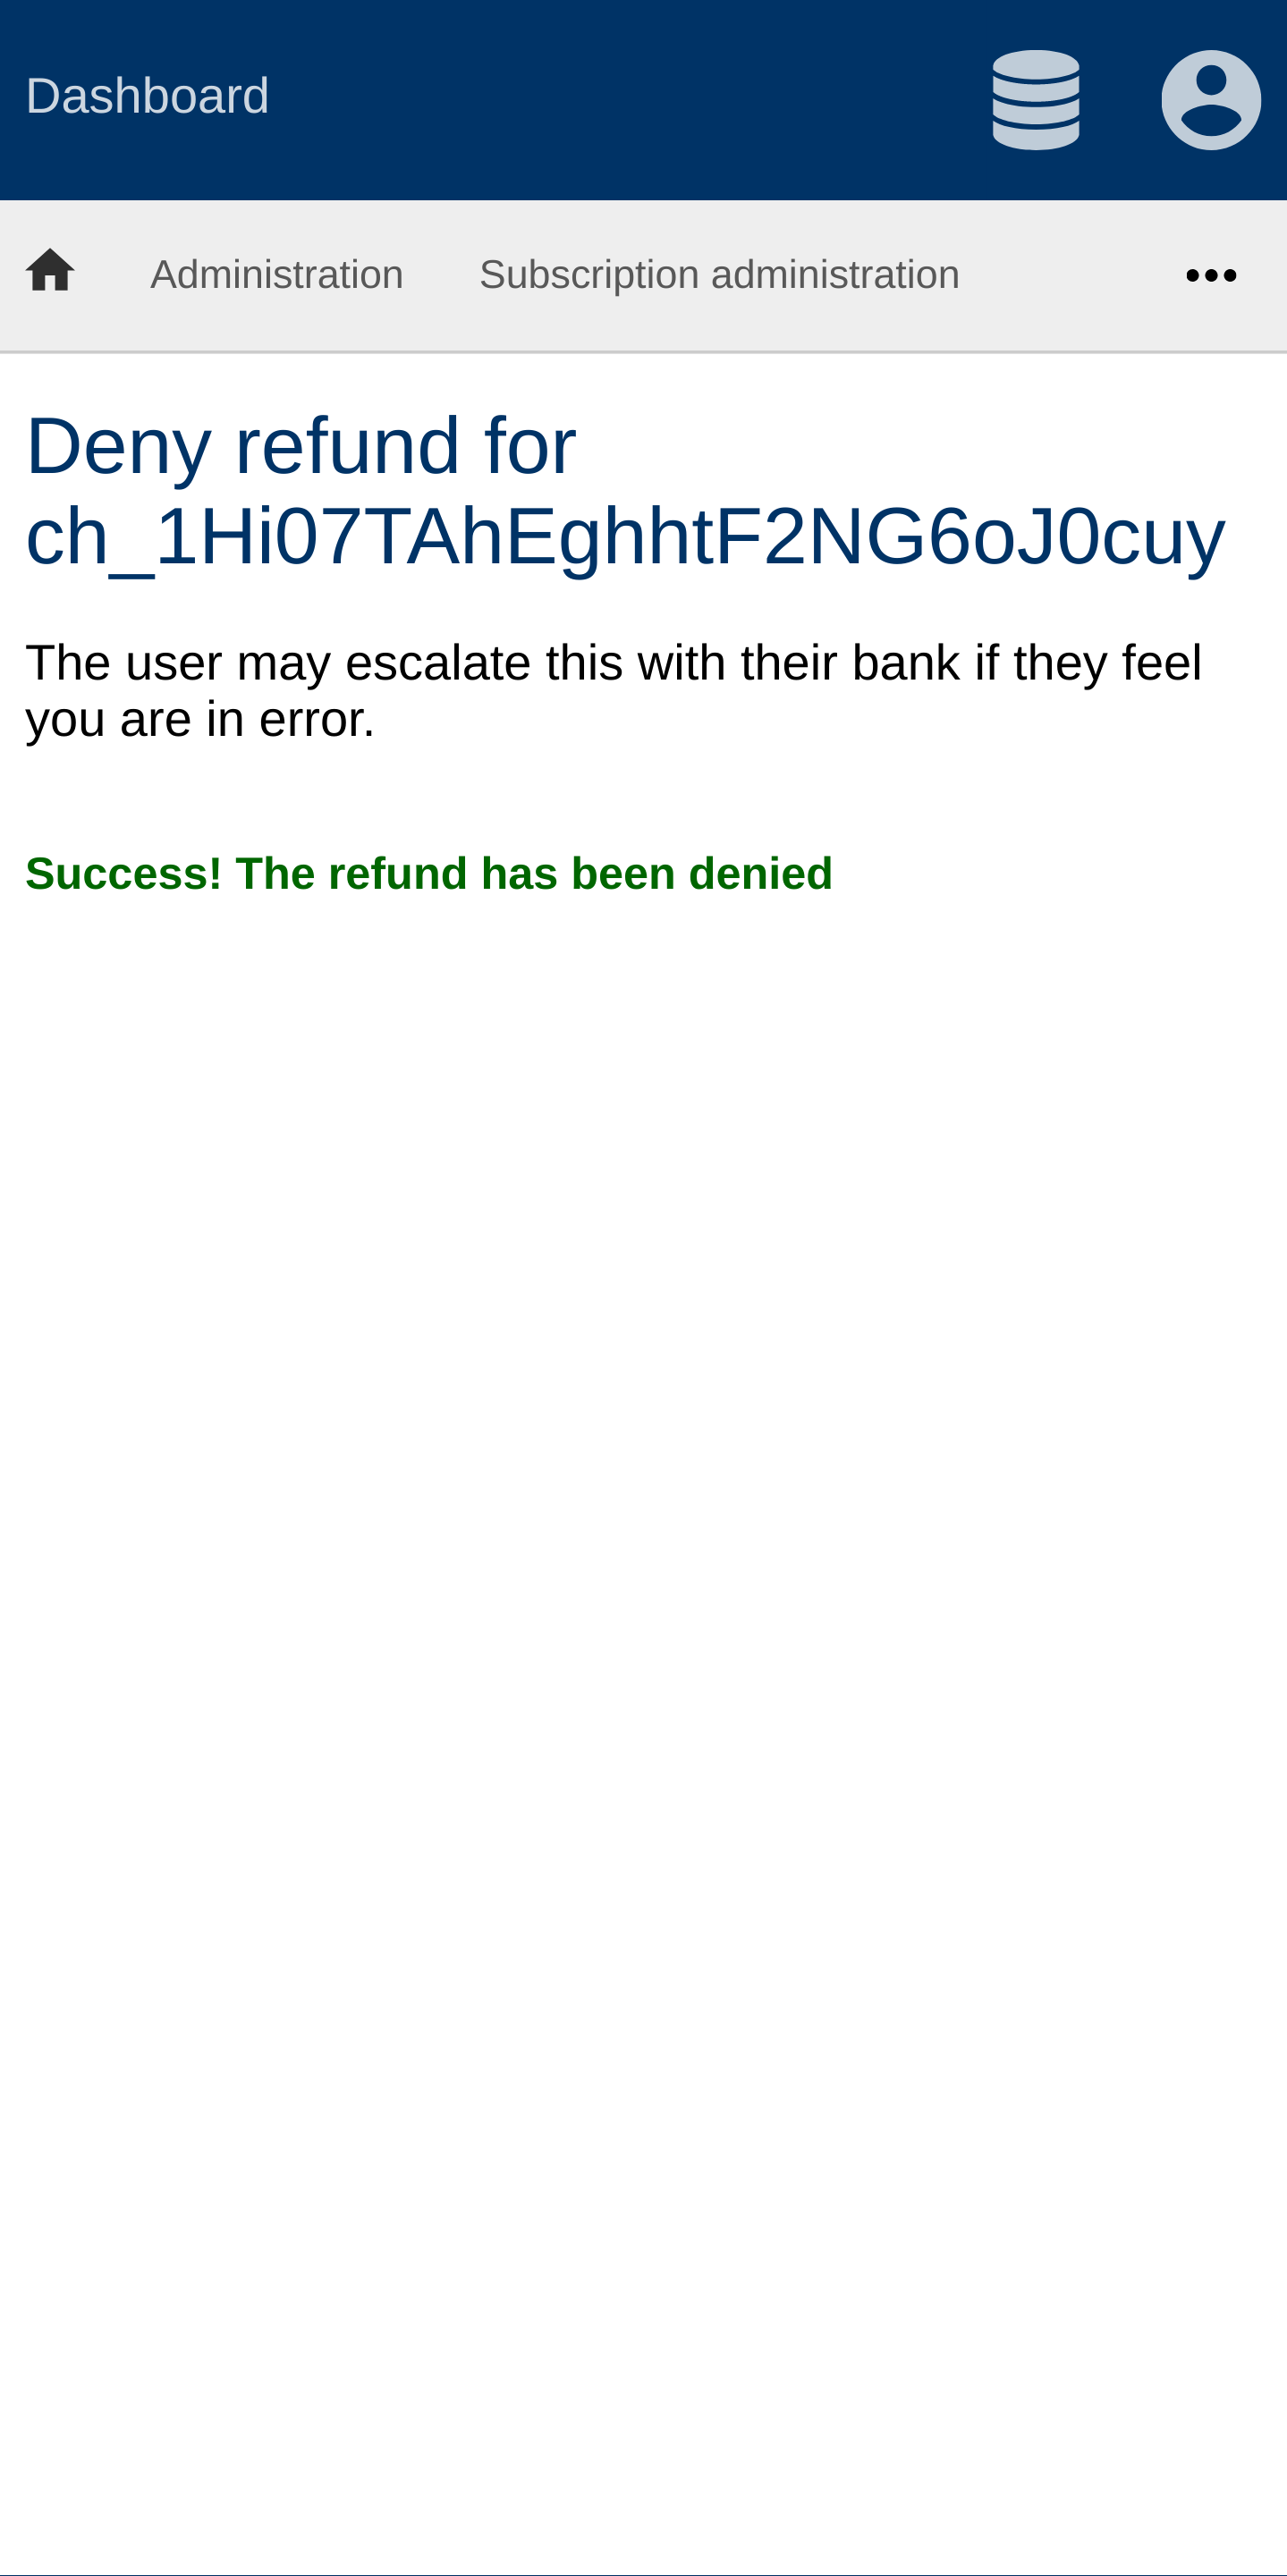 Dashboard
Administration Subscription administration
Deny refund for
ch_1Hi07TAhEghhtF2NG6oJ0cuy
The user may escalate this with their bank if they feel
you are in error.
Success! The refund has been denied